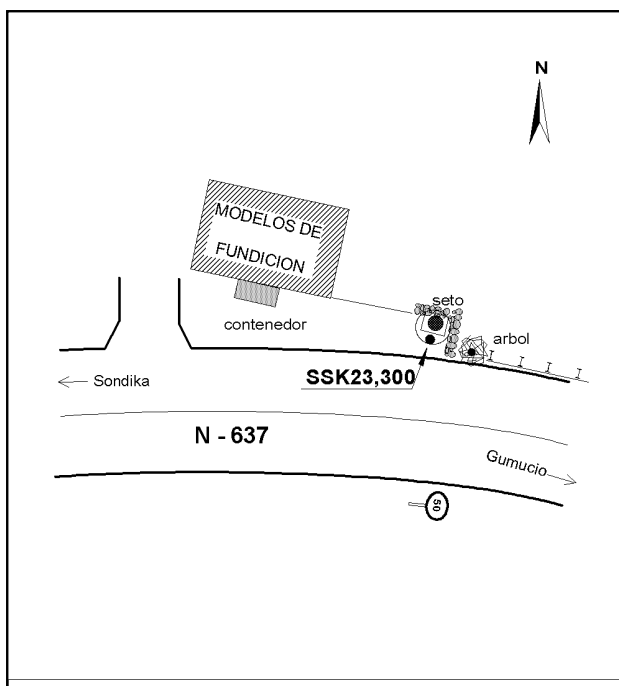 N
MODELOS DE
FUNDICION
seto
contenedor
arbol
SSK23,300
Sondika
N - 637
Gumucio
50